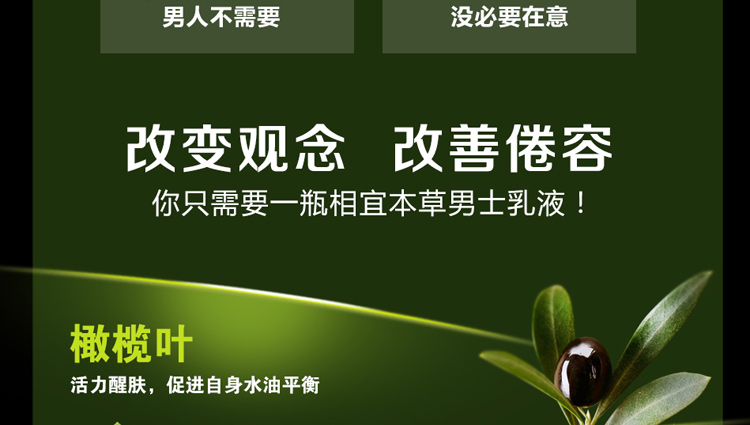 男人不需要
没必要在意
改变观念 改善倦容
你只需要一瓶相宜本草男士乳液！
橄榄叶
活力醒肤，促进自身水油平衡